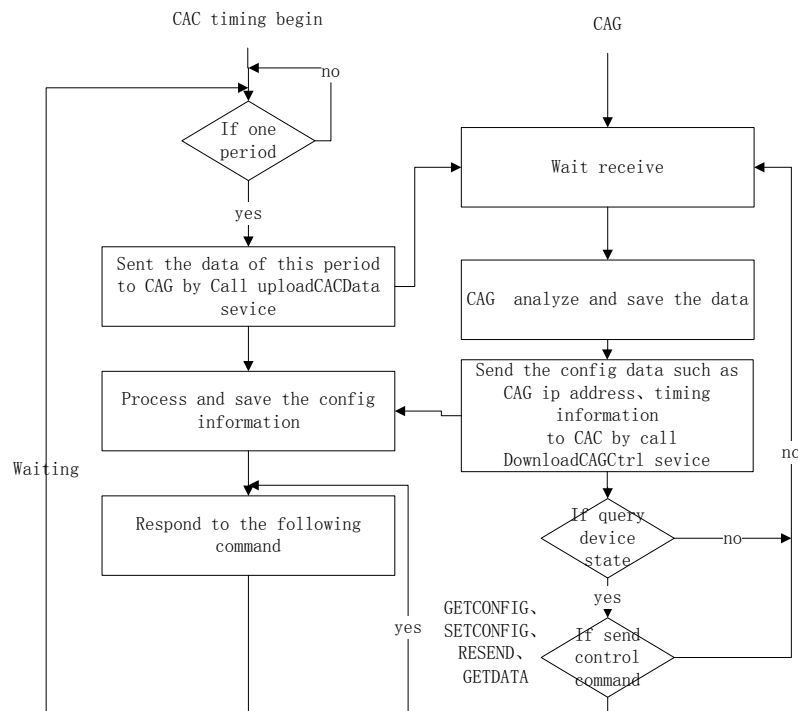 CAC timing begin
CAG
no
If one
period
yes
Wait receive
Sent the data of this period
to CAG by Call uploadCACData
sevice
CAG analyze and save the data
Process and save the config
information
Send the config data such as
CAG ip address、timing
information
to CAC by call
DownloadCAGCtrl sevice
Waiting
no
Respond to the following
command
If query
device
state
no
yes
GETCONFIG、
SETCONFIG、
RESEND、
GETDATA
yes
If send
control
command